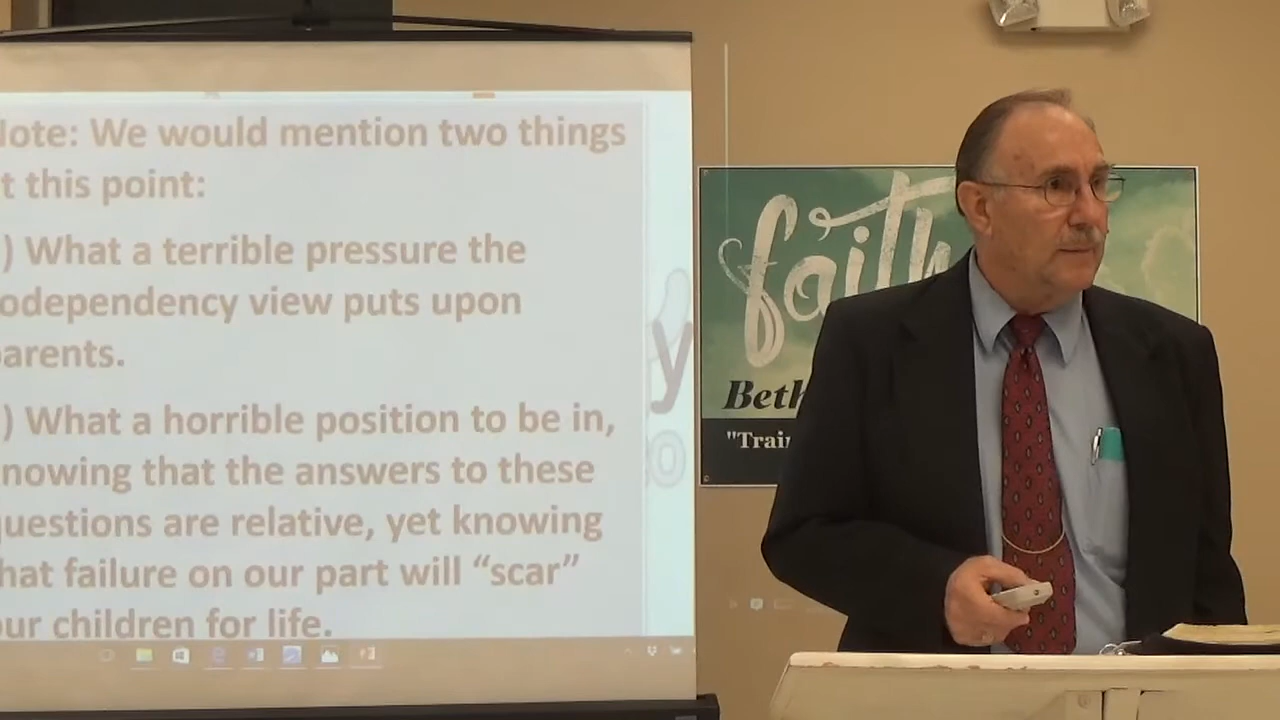 ote: We would mention two things
t this point:
) What a terrible pressure the
odependency view puts upon
arents.
) What a horrible position to be in,
nowing that the answers to these
uestions are relative, yet knowing
hat failure on our part will “scar”
ur children for life.
y
faith
Beth
"Train